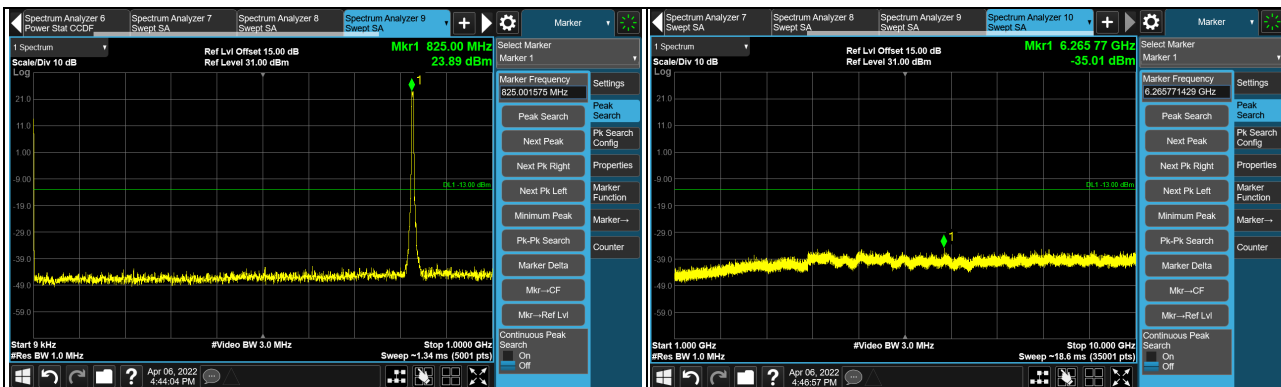 Spectrum Analyzer 6
Power Stat CCDF
Spectrum Analyzer 7
Swept SA
Spectrum Analyzer 8
Swept SA
Spectrum Analyzer 9
Swept SA
Marker
1 Spectrum
Scale/Div 10 dB
Log
Ref Lvl Offset 15.00 dB
Ref Level 31.00 dBm
Mkr1 825.00 MHz
23.89 dBm
1
21.0
11.0
1.00
-9.00
-19.0
-29.0
-39.0
-49.0
-59.0
DL1 -13.00 dBm
Start 9 kHz
#Res BW 1.0 MHz
#Video BW 3.0 MHz
Stop 1.0000 GHz
Sweep ~1.34 ms (5001 pts)
Select Marker
Marker 1
Marker Frequency
825.001575 MHz
Peak Search
Next Peak
Next Pk Right
Next Pk Left
Minimum Peak
Pk-Pk Search
Marker Delta
Mkr→CF
Mkr→Ref Lvl
Continuous Peak
Search
On
Off
Settings
Peak
Search
Pk Search
Config
Properties
Marker
Function
Marker→
Counter
?
Apr 06, 2022
4:44:04 PM
Spectrum Analyzer 7
Swept SA
Spectrum Analyzer 8
Swept SA
Spectrum Analyzer 9
Swept SA
Spectrum Analyzer 10
Swept SA
Marker
1 Spectrum
Scale/Div 10 dB
Log
Ref Lvl Offset 15.00 dB
Ref Level 31.00 dBm
Mkr1 6.265 77 GHz
-35.01 dBm
1
21.0
11.0
1.00
-9.00
-19.0
-29.0
-39.0
-49.0
-59.0
DL1 -13.00 dBm
Start 1.000 GHz
#Res BW 1.0 MHz
#Video BW 3.0 MHz
Stop 10.000 GHz
Sweep ~18.6 ms (35001 pts)
Select Marker
Marker 1
Marker Frequency
6.265771429 GHz
Peak Search
Next Peak
Next Pk Right
Next Pk Left
Minimum Peak
Pk-Pk Search
Marker Delta
Mkr→CF
Mkr→Ref Lvl
Continuous Peak
Search
On
Off
Settings
Peak
Search
Pk Search
Config
Properties
Marker
Function
Marker→
Counter
?
Apr 06, 2022
4:46:57 PM